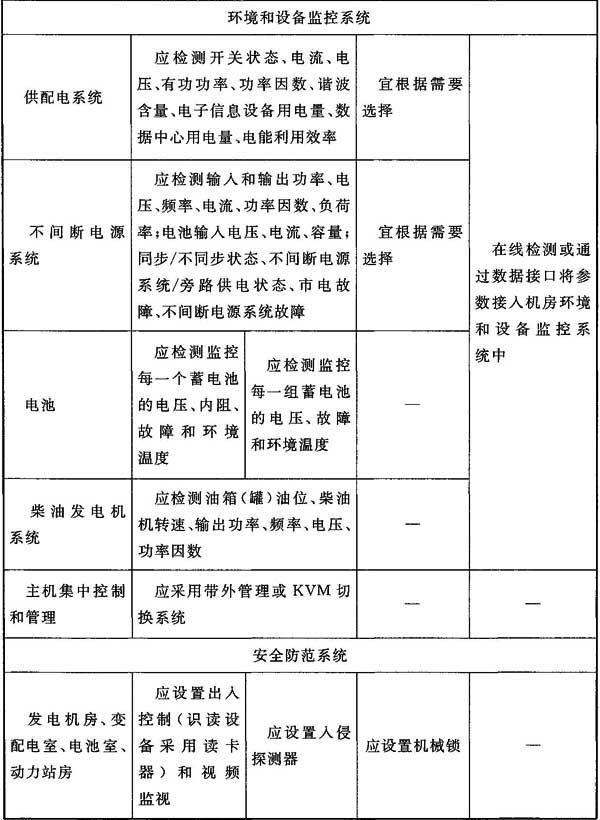 环境和设备监控系统
供配电系统
应检测开关状态、电流、电
压、有功功率、功率因数、谐波
含量、电子信息设备用电量、数
据中心用电量、电能利用效率
宜根据需要
选择
在线检测或通
过数据接口将参
数接入机房环境
和设备监控系
统中
不间断电源
系统
应检测输入和输出功率、电
压、频率、电流、功率因数、负荷
率;电池输入电压、电流、容量;
同步/不同步状态、不间断电源
系统/旁路供电状态、市电故
障、不间断电源系统故障
宜根据需要
选择
电池
应检测监控
每一个蓄电池
的电压、内阻、
故障和环境
温度
应检测监控
每一组蓄电池
的电压、故障
和环境温度
—
柴油发电机
系统
应检测油箱(罐)油位、柴油
机转速、输出功率、频率、电压、
功率因数
—
主机集中控制
和管理
应采用带外管理或KVM切
换系统
—
—
安全防范系统
发电机房、变
配电室、电池室、
动力站房
应设置出入
控制(识读设
备采用读卡
器)和视频
监视
应设置入侵
探测器
应设置机械锁
—